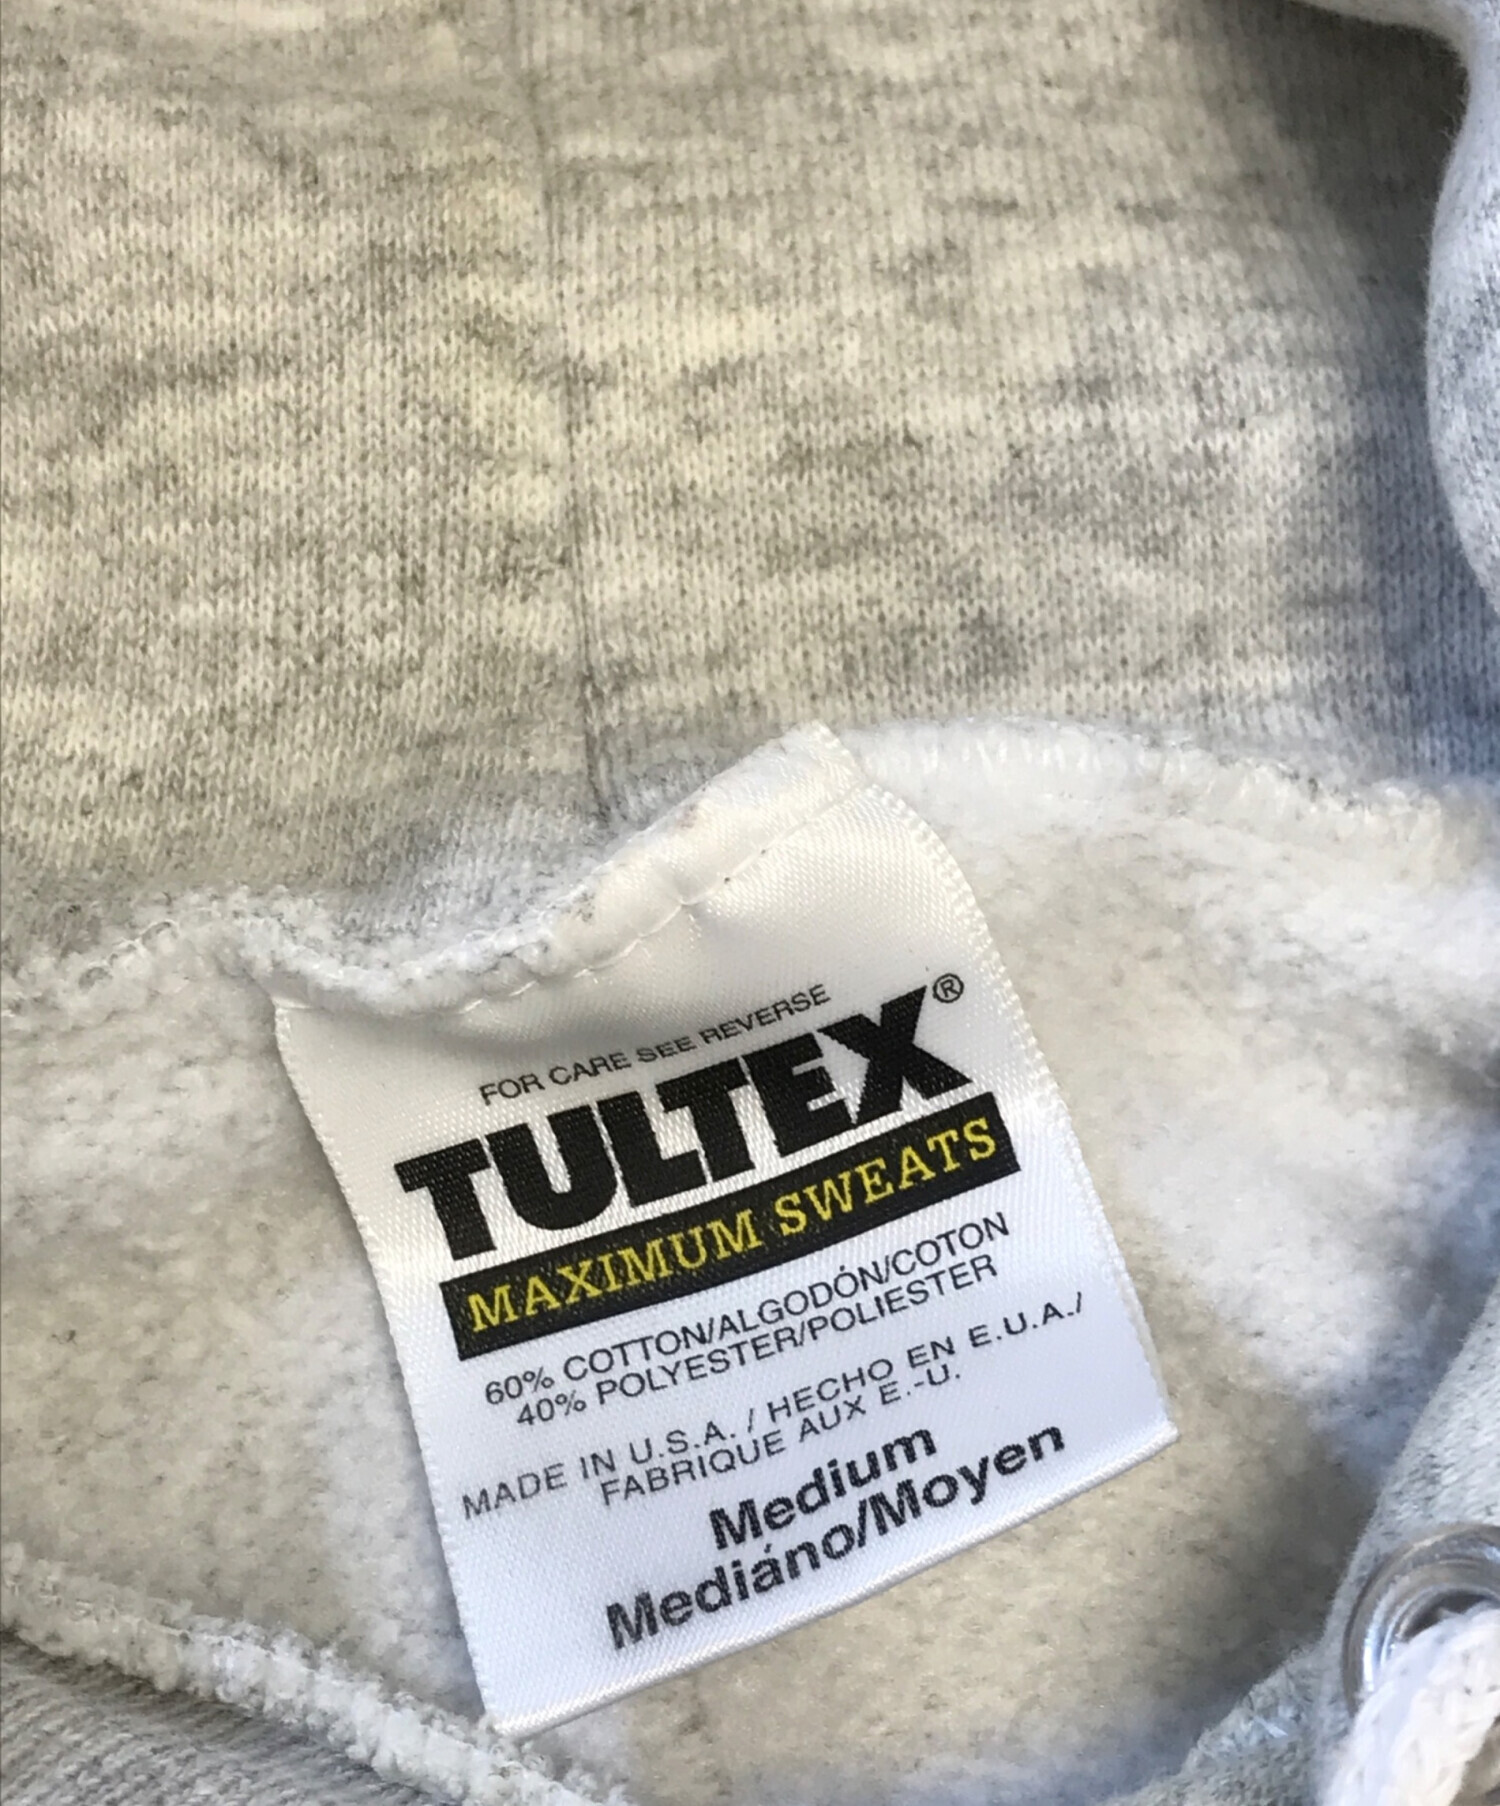 FOR CARE SEE REVERSE
TULTEX®
MAXIMUM SWEATS
60% COTTON/ALGODÓN/COTON
40% POLYESTER/POLIESTER
MADE IN U.S.A. / HECHO EN E.U.A./
FABRIQUE AUX E.-U.
Medium
Mediáno/Moyen